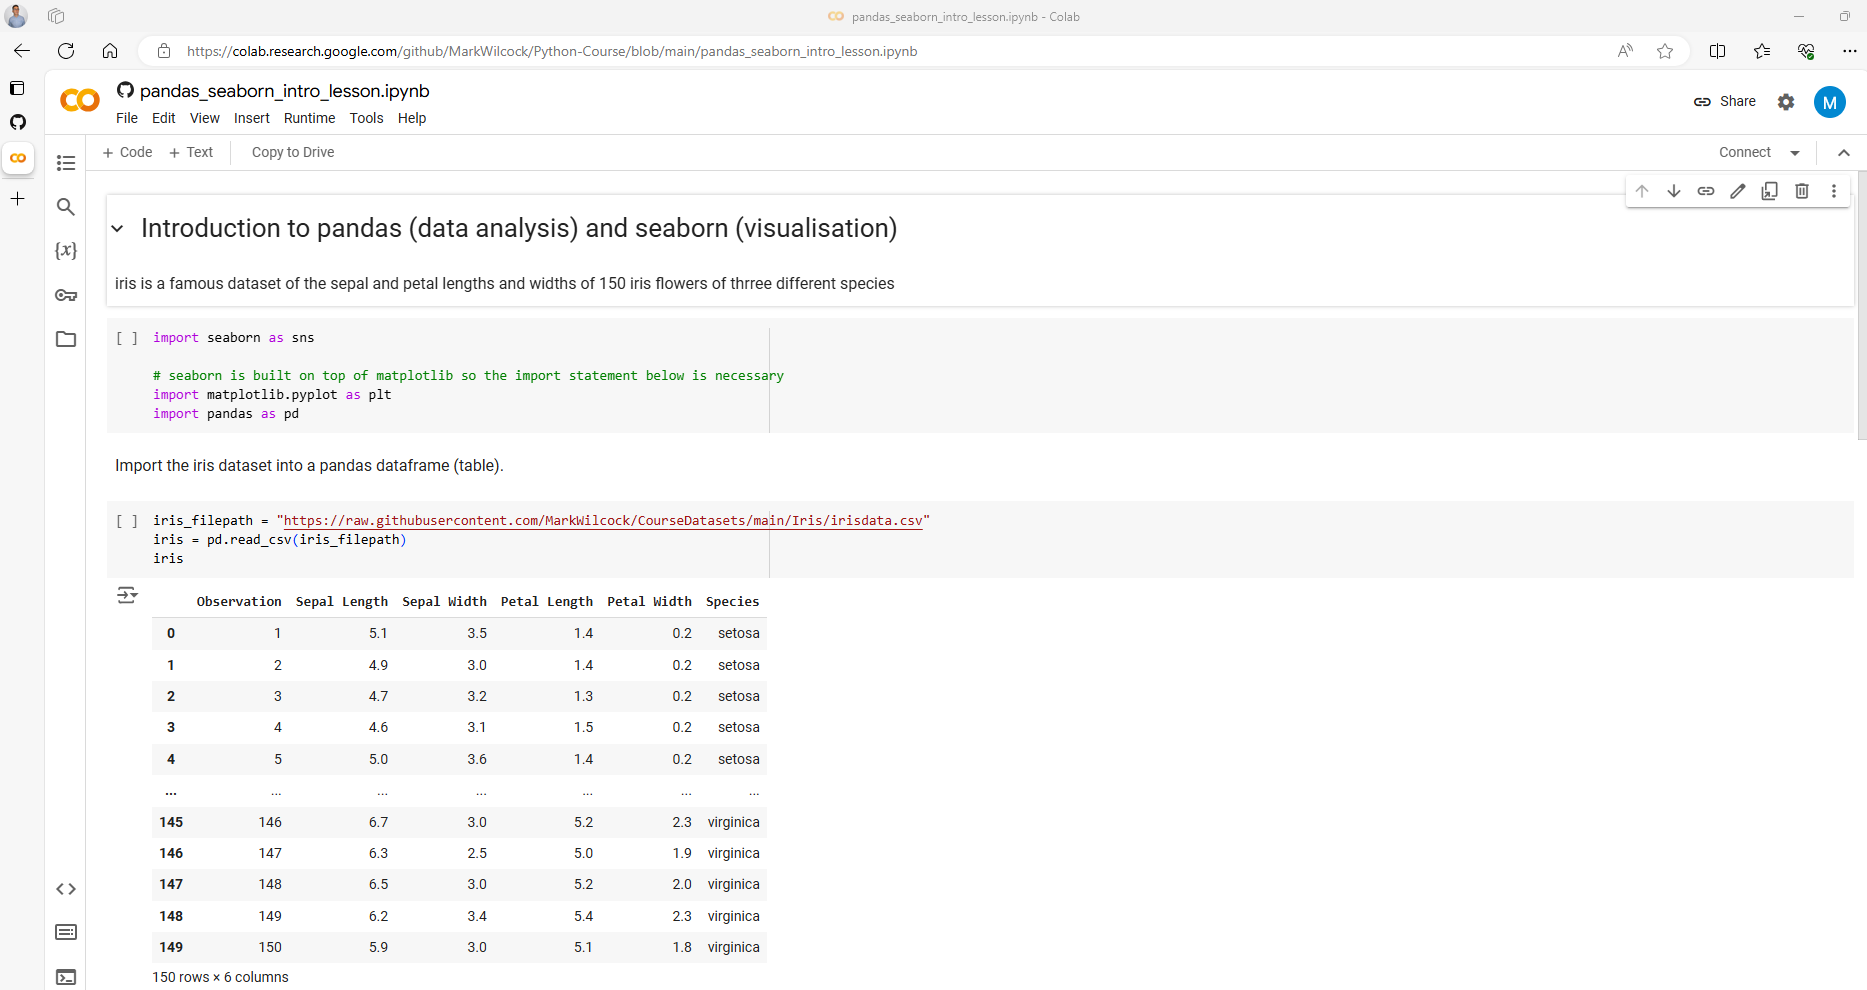 pandas_seaborn_intro_lesson.ipynb - Colab
https://colab.research.google.com/github/MarkWilcock/Python-Course/blob/main/pandas_seaborn_intro_lesson.ipynb
pandas_seaborn_intro_lesson.ipynb
Share
M
File Edit View Insert Runtime Tools Help
+ Code + Text Copy to Drive Connect
Introduction to pandas (data analysis) and seaborn (visualisation)
iris is a famous dataset of the sepal and petal lengths and widths of 150 iris flowers of thrree different species
[ ] import seaborn as sns
# seaborn is built on top of matplotlib so the import statement below is necessary
import matplotlib.pyplot as plt
import pandas as pd
Import the iris dataset into a pandas dataframe (table).
[ ] iris_filepath = "https://raw.githubusercontent.com/MarkWilcock/CourseDatasets/main/Iris/irisdata.csv"
iris = pd.read_csv(iris_filepath)
iris
Observation Sepal Length Sepal Width Petal Length Petal Width Species
0 1 5.1 3.5 1.4 0.2 setosa
1 2 4.9 3.0 1.4 0.2 setosa
2 3 4.7 3.2 1.3 0.2 setosa
3 4 4.6 3.1 1.5 0.2 setosa
4 5 5.0 3.6 1.4 0.2 setosa
... ... ... ... ... ... ...
145 146 6.7 3.0 5.2 2.3 virginica
146 147 6.3 2.5 5.0 1.9 virginica
147 148 6.5 3.0 5.2 2.0 virginica
148 149 6.2 3.4 5.4 2.3 virginica
149 150 5.9 3.0 5.1 1.8 virginica
150 rows × 6 columns